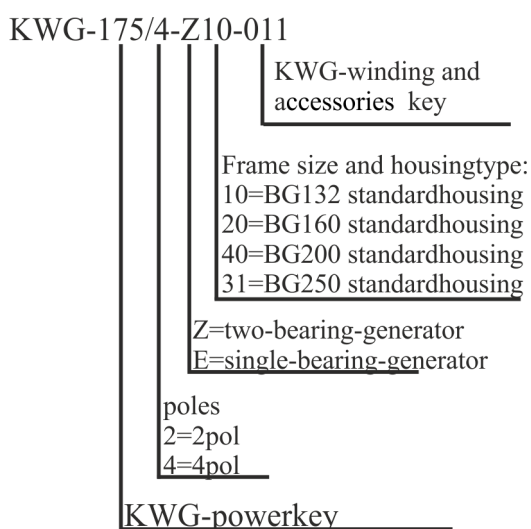 KWG-175/4-Z10-011
KWG-winding and
accessories key
Frame size and housingtype:
10=BG132 standardhousing
20=BG160 standardhousing
40=BG200 standardhousing
31=BG250 standardhousing
Z=two-bearing-generator
E=single-bearing-generator
poles
2=2pol
4=4pol
KWG-powerkey